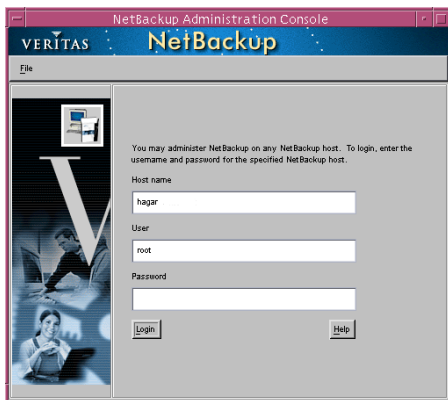 NetBackup Administration Console
VERITAS NetBackup
File
You may administer NetBackup on any NetBackup host. To login, enter the
username and password for the specified NetBackup host.
Host name
hagar
User
root
Password
Login Help